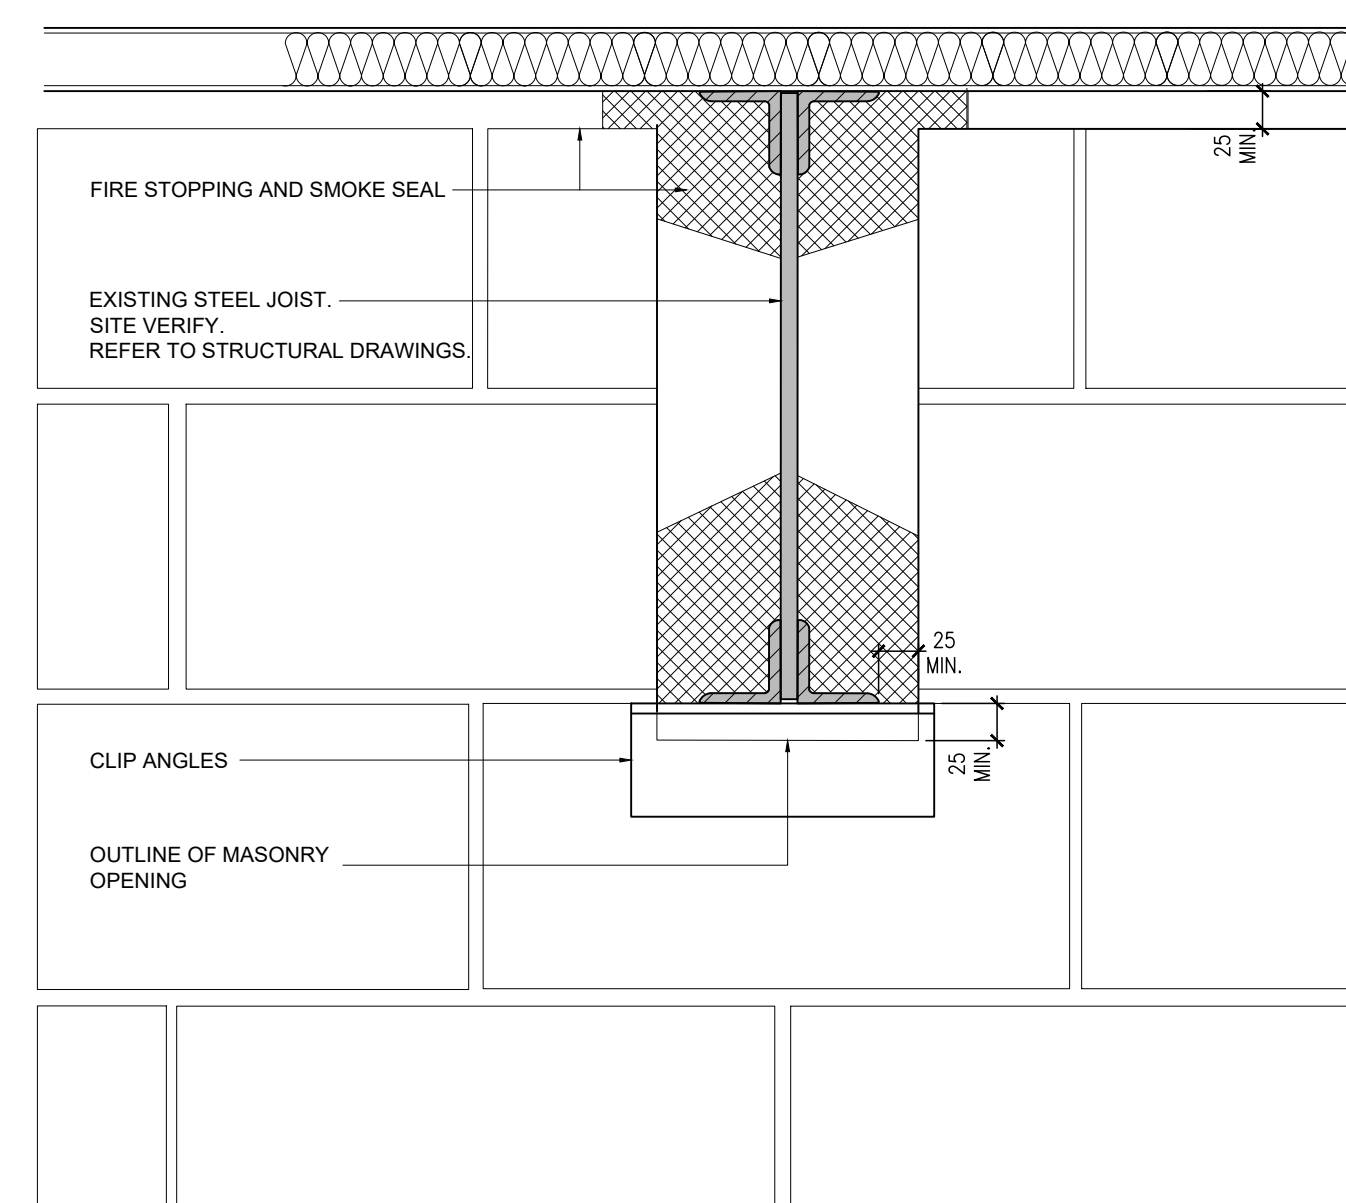 25
MIN.
FIRE STOPPING AND SMOKE SEAL
EXISTING STEEL JOIST.
SITE VERIFY.
REFER TO STRUCTURAL DRAWINGS.
25
MIN.
25
MIN.
CLIP ANGLES
OUTLINE OF MASONRY
OPENING